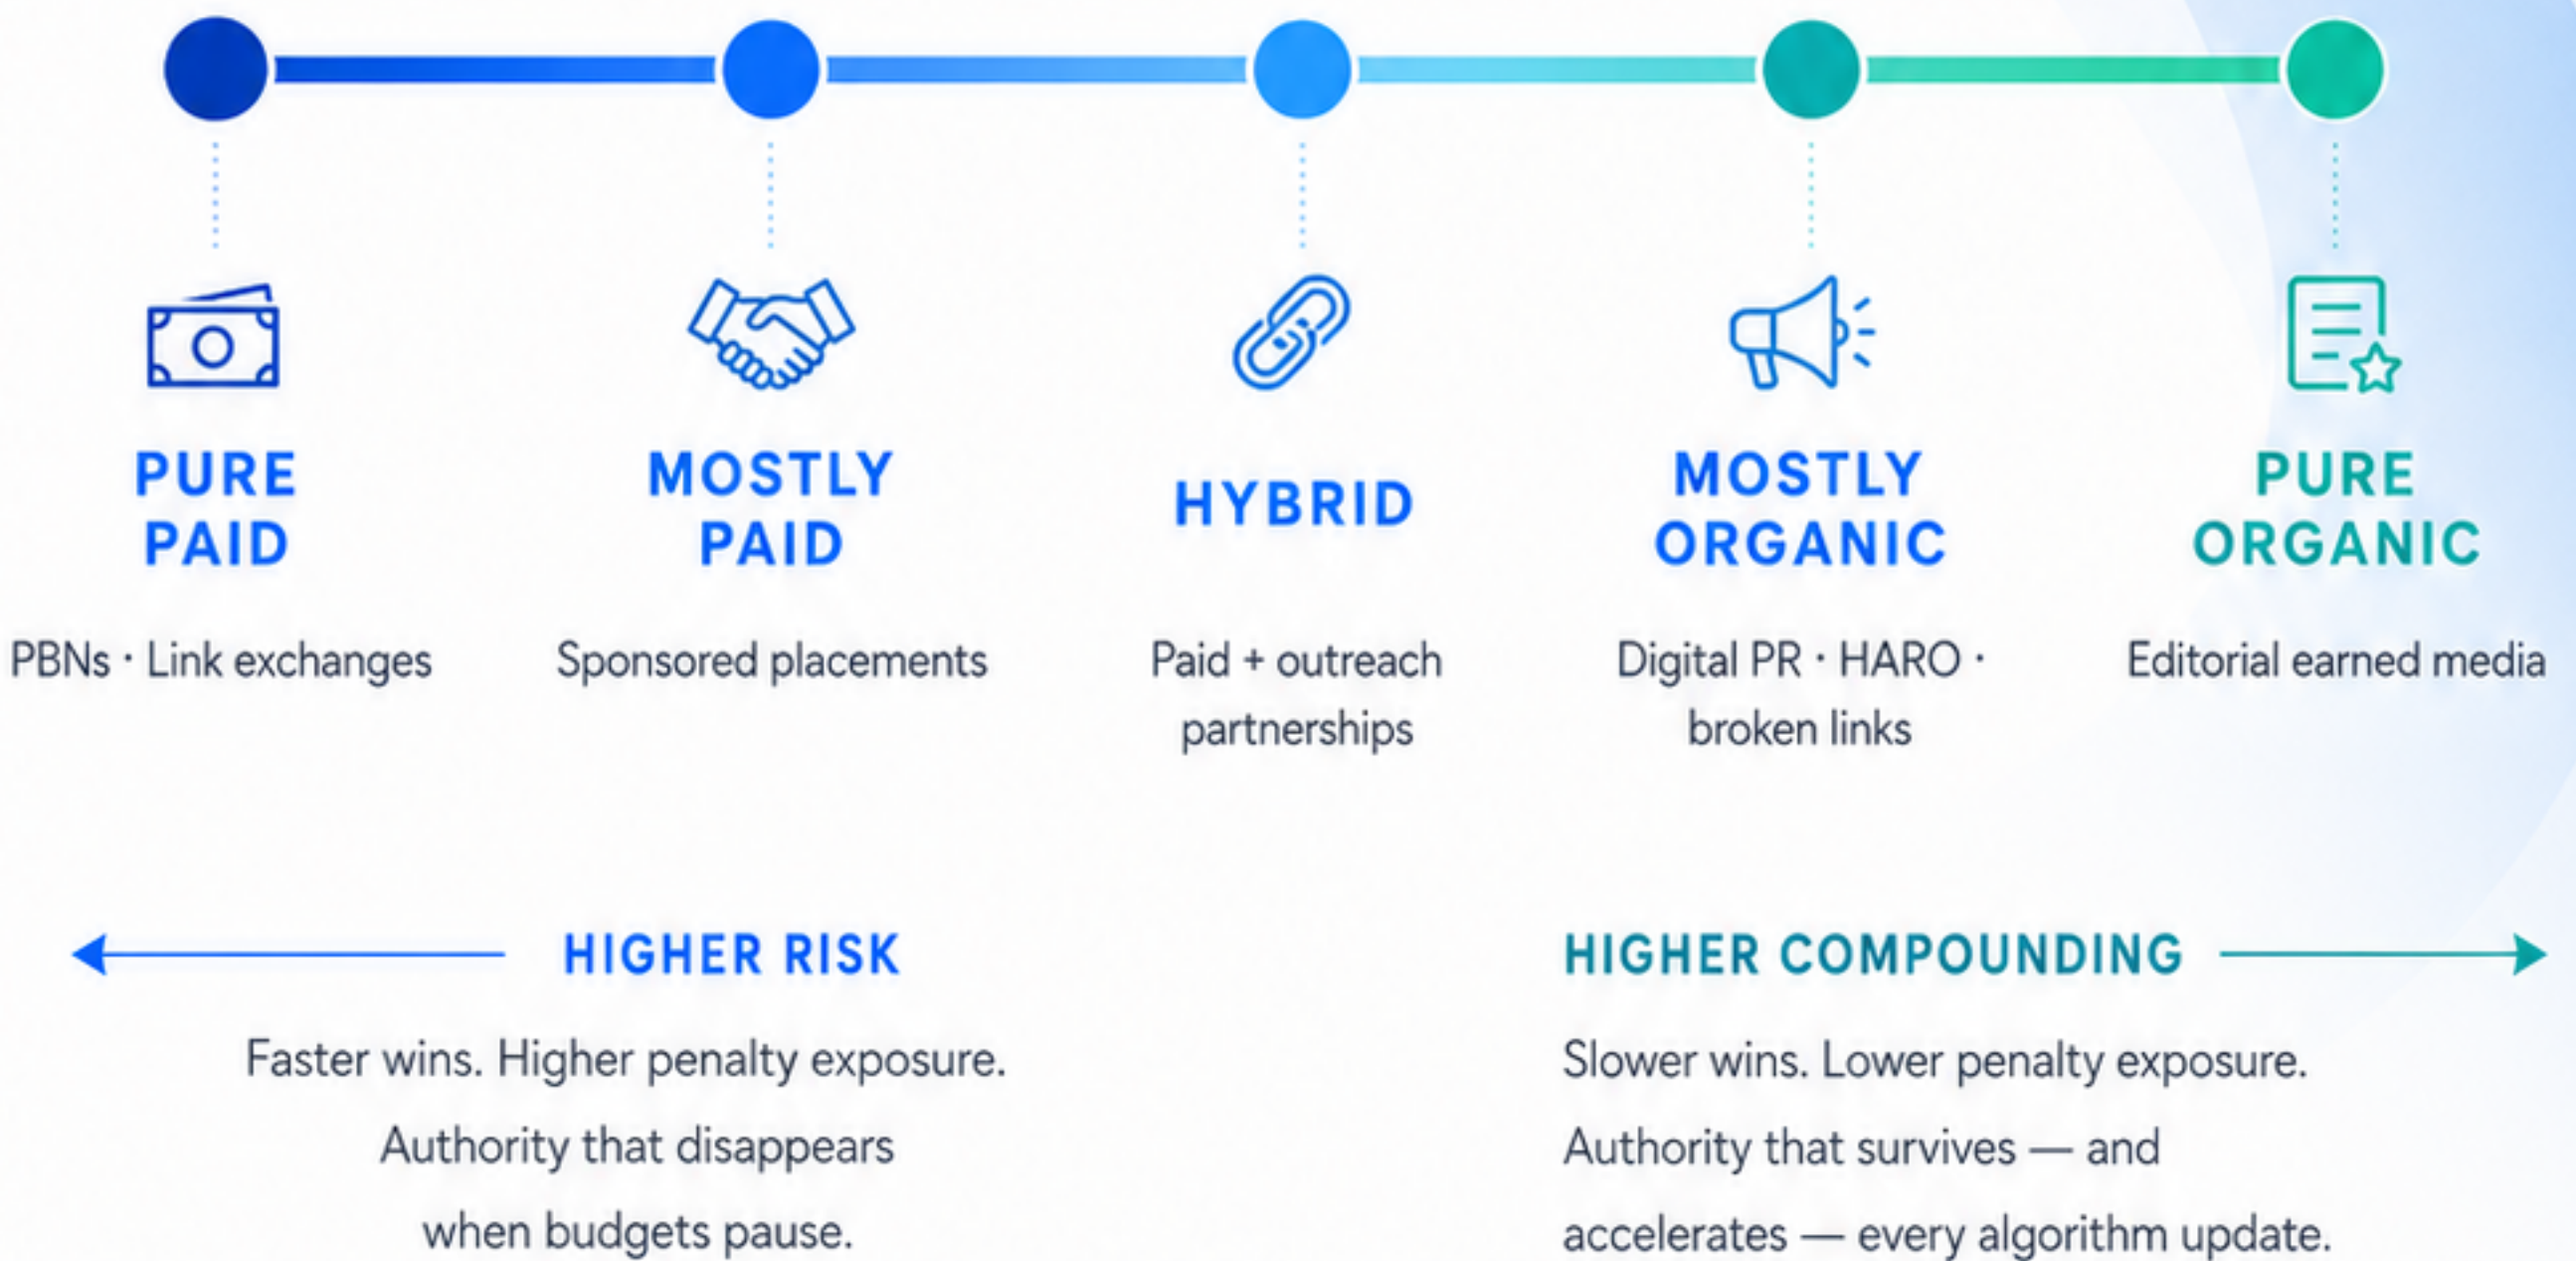 PURE
PAID
MOSTLY
PAID
HYBRID
MOSTLY
ORGANIC
PURE
ORGANIC
PBNs · Link exchanges
Sponsored placements
Paid + outreach
partnerships
Digital PR · HARO ·
broken links
Editorial earned media
HIGHER RISK
Faster wins. Higher penalty exposure.
Authority that disappears
when budgets pause.
HIGHER COMPOUNDING
Slower wins. Lower penalty exposure.
Authority that survives — and
accelerates — every algorithm update.